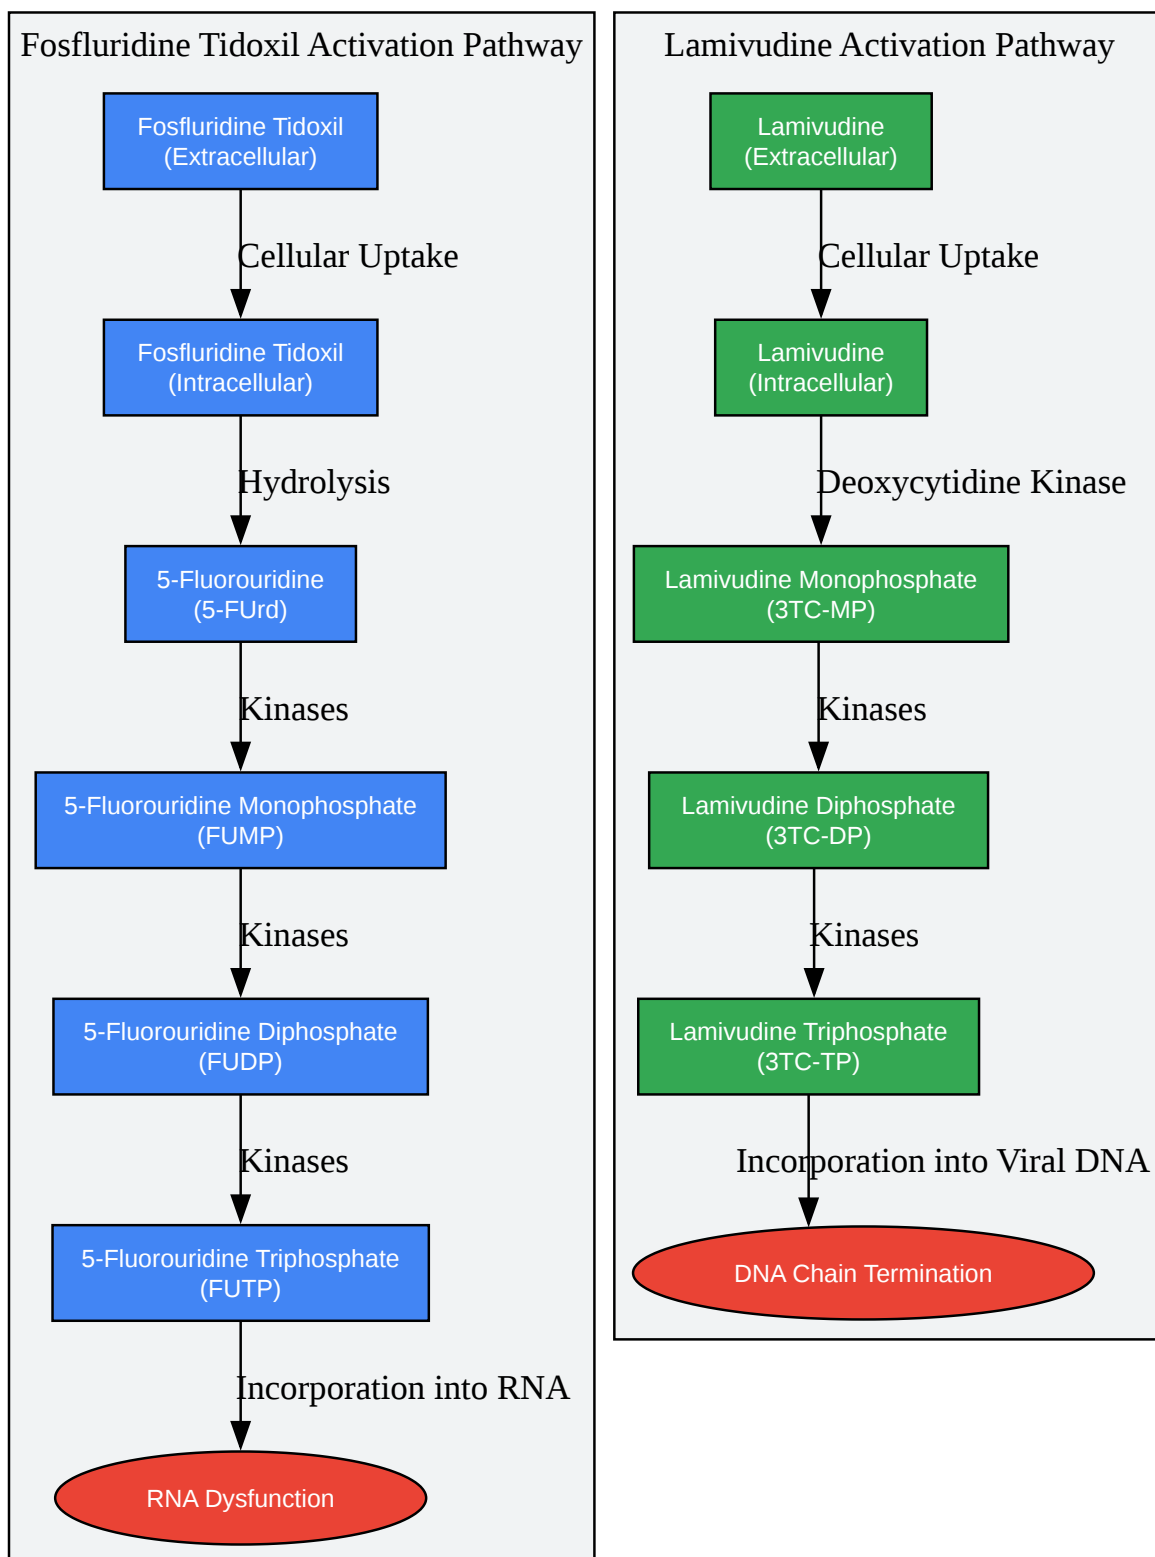 Fosfluridine Tidoxil Activation Pathway
Fosfluridine Tidoxil
(Extracellular)
Cellular Uptake
Fosfluridine Tidoxil
(Intracellular)
Hydrolysis
5-Fluorouridine
(5-FUrd)
Kinases
5-Fluorouridine Monophosphate
(FUMP)
Kinases
5-Fluorouridine Diphosphate
(FUDP)
Kinases
5-Fluorouridine Triphosphate
(FUTP)
Incorporation into RNA
RNA Dysfunction
Lamivudine Activation Pathway
Lamivudine
(Extracellular)
Cellular Uptake
Lamivudine
(Intracellular)
Deoxycytidine Kinase
Lamivudine Monophosphate
(3TC-MP)
Kinases
Lamivudine Diphosphate
(3TC-DP)
Kinases
Lamivudine Triphosphate
(3TC-TP)
Incorporation into Viral DNA
DNA Chain Termination